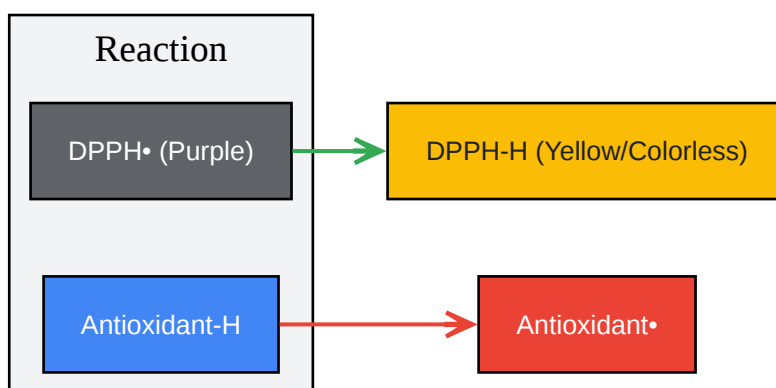 Reaction
DPPH• (Purple)
DPPH-H (Yellow/Colorless)
Antioxidant-H
Antioxidant•